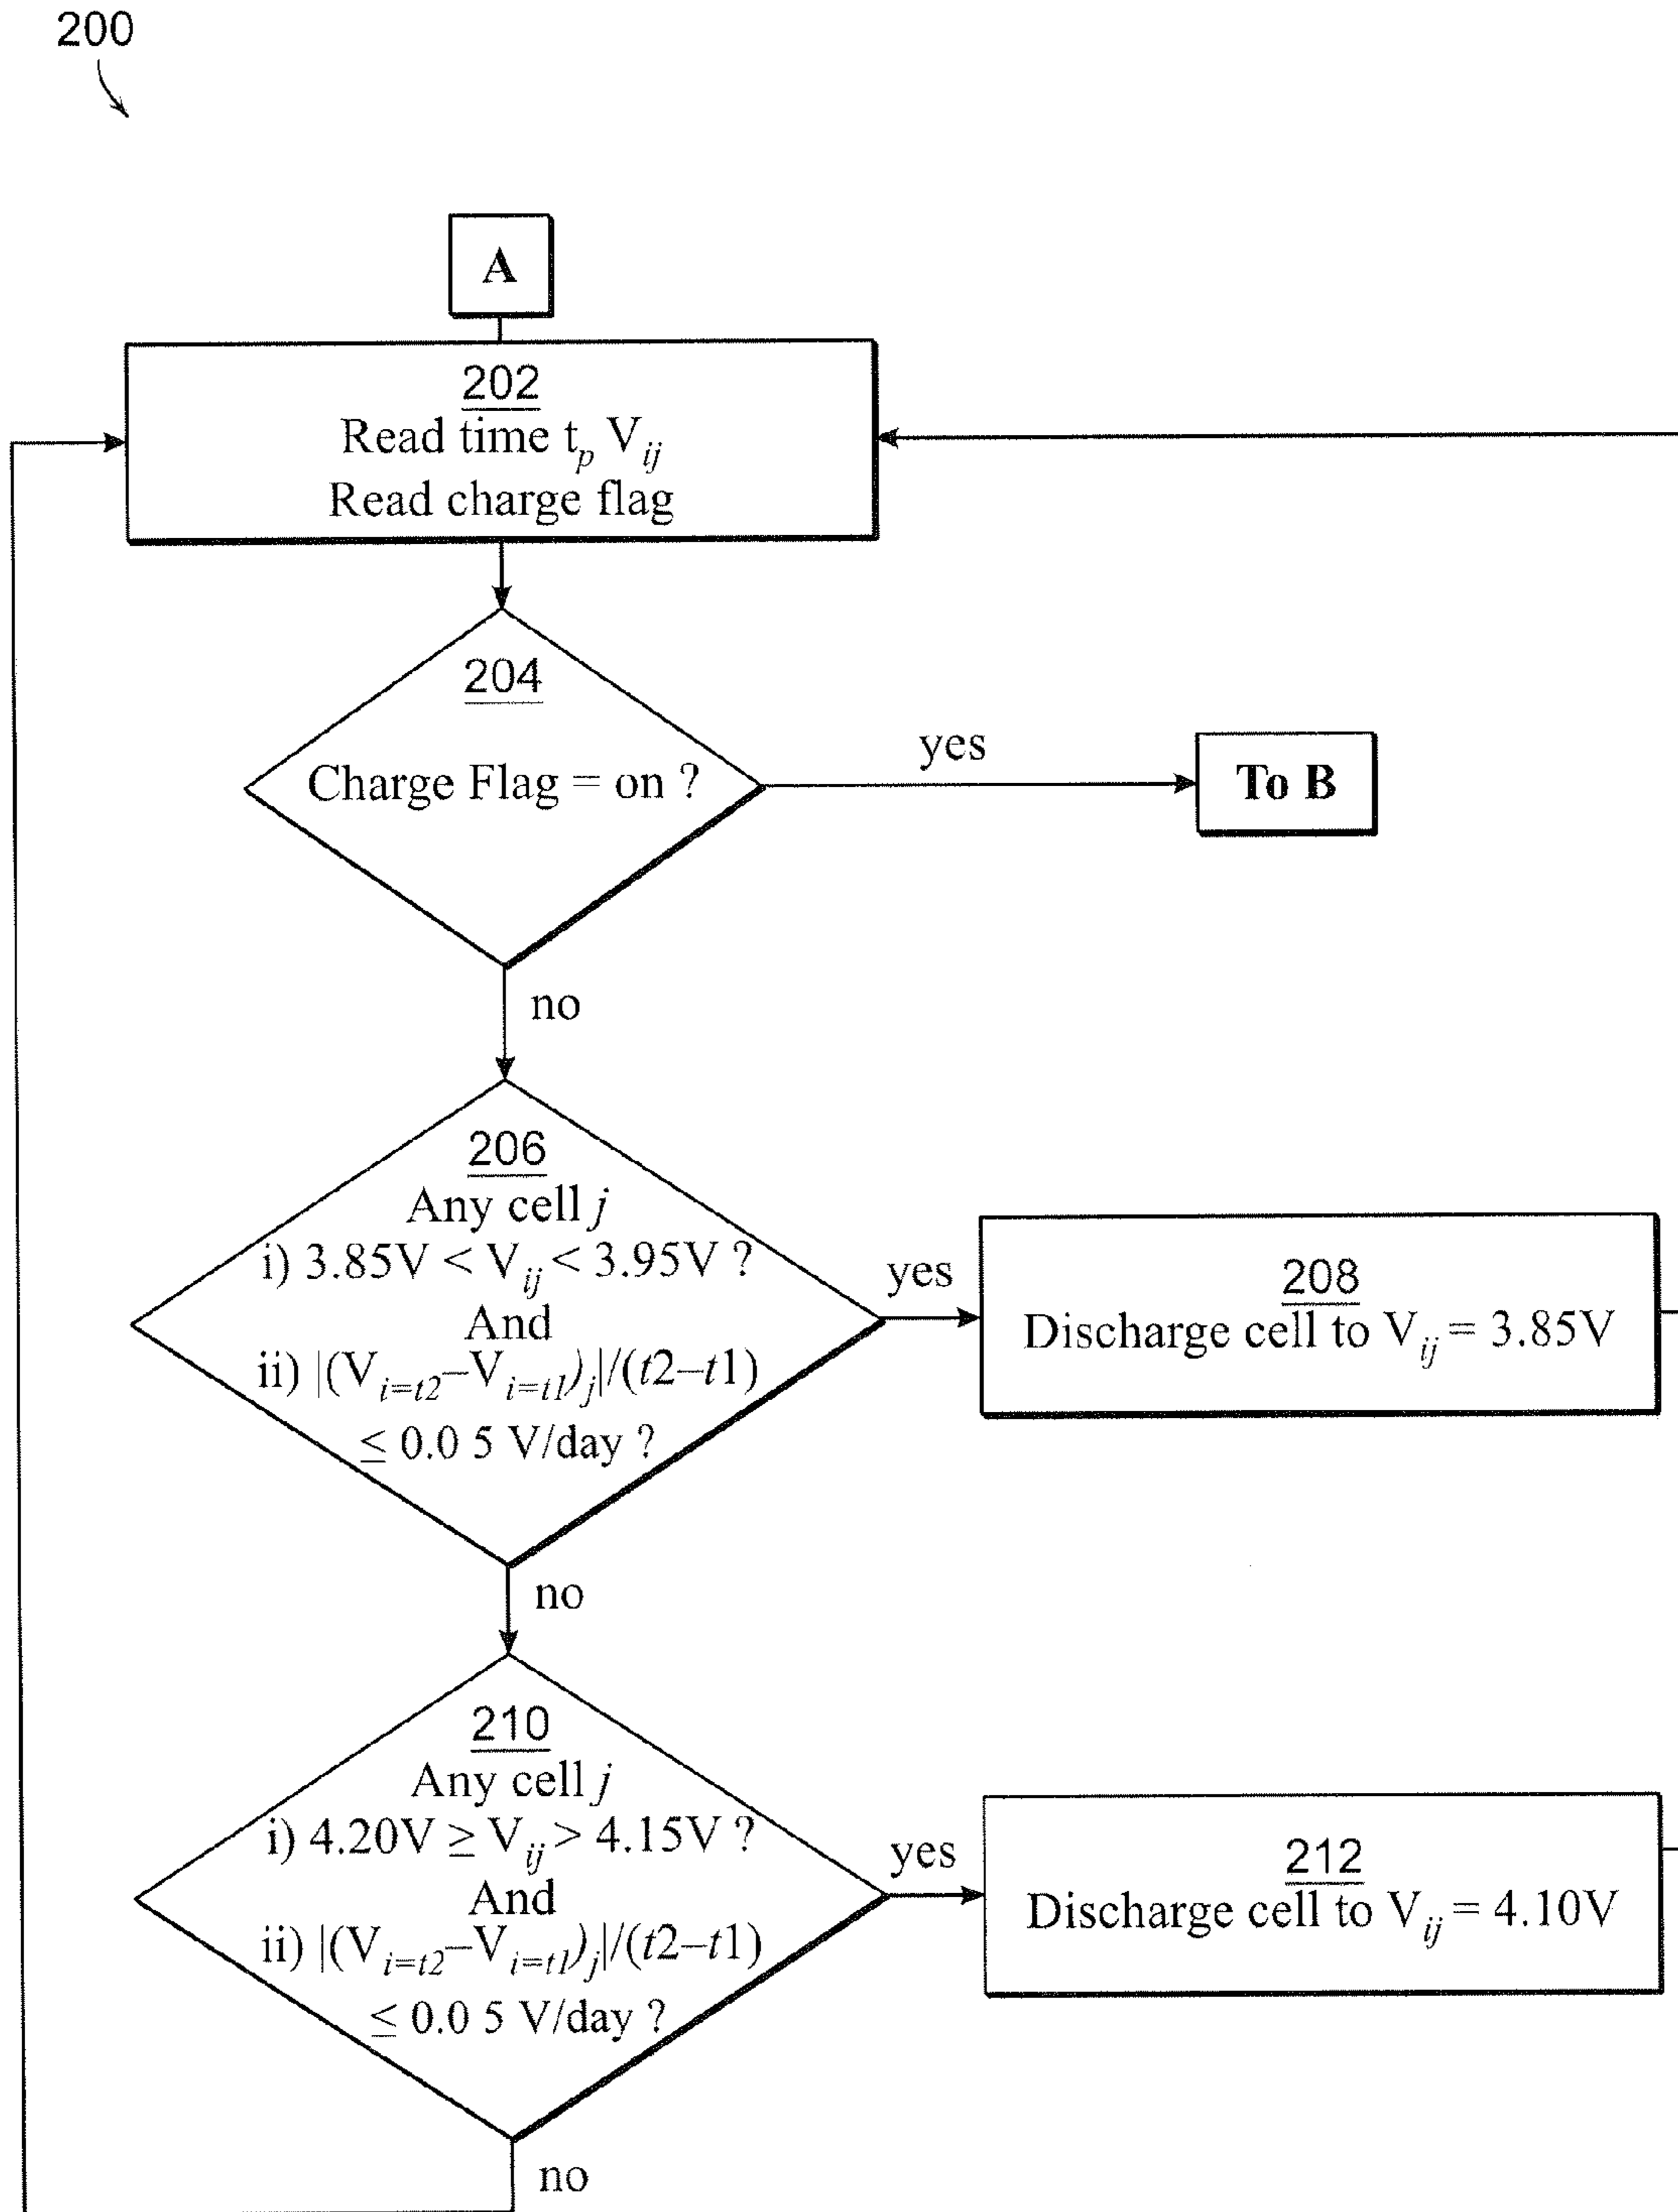 200
A
202
Read time t_p V_ij
Read charge flag
204
Charge Flag = on ?
yes
To B
no
206
Any cell j
i) 3.85V < V_ij < 3.95V ?
And
ii) |(V_i=t2–V_i=t1)_j|/(t2–t1)
≤ 0.0 5 V/day ?
yes
208
Discharge cell to V_ij = 3.85V
no
210
Any cell j
i) 4.20V ≥ V_ij > 4.15V ?
And
ii) |(V_i=t2–V_i=t1)_j|/(t2–t1)
≤ 0.0 5 V/day ?
yes
212
Discharge cell to V_ij = 4.10V
no